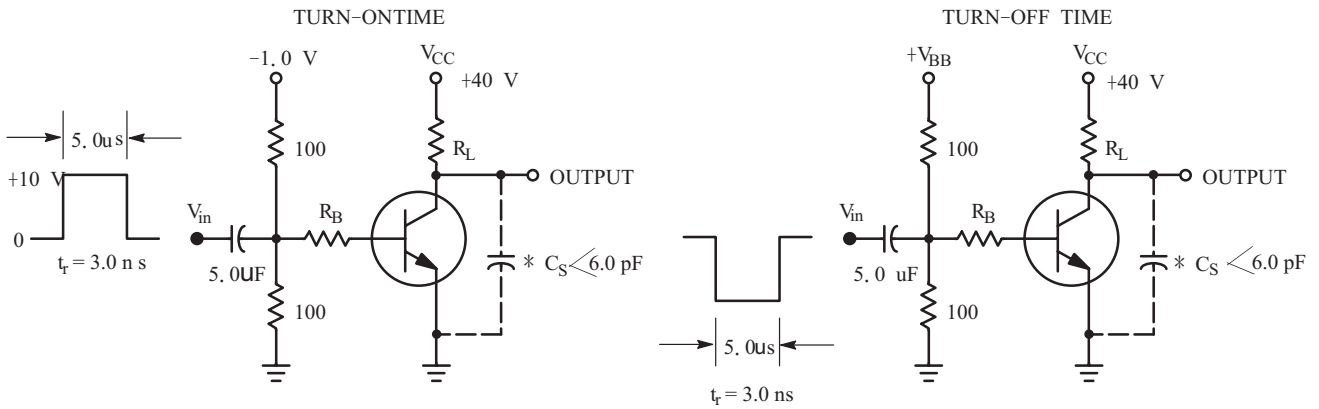 TURN-ONTIME
-1. 0 V
VCC
+40 V
5. 0us
100
RL
+10 V
OUTPUT
Vin
RB
0
5. 0uF
* CS <6.0 pF
tr = 3.0 n s
100
TURN-OFF TIME
+VBB
VCC
+40 V
100
RL
OUTPUT
Vin
RB
5. 0 uF
* CS <6.0 pF
100
5. 0us
tr = 3.0 ns